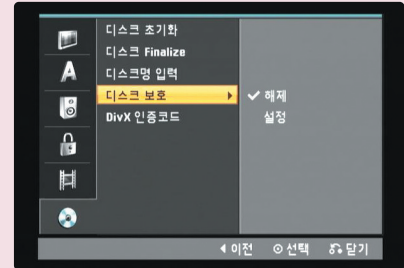 디스크 초기화
디스크 Finalize
디스크명 입력
디스크 보호
해제
DivX 인증코드
설정
이전 선택 닫기